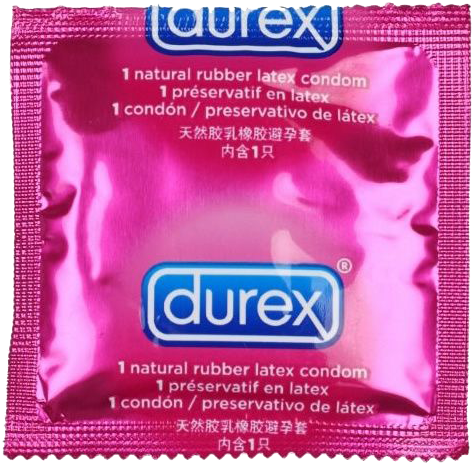 durex
1 natural rubber latex condom
1 préservatif en latex
1 condón / preservativo de látex
天然胶乳橡胶避孕套
内含1只
durex®
1 natural rubber latex condom
1 préservatif en latex
1 condón / preservativo de látex
天然胶乳橡胶避孕套
内含1只